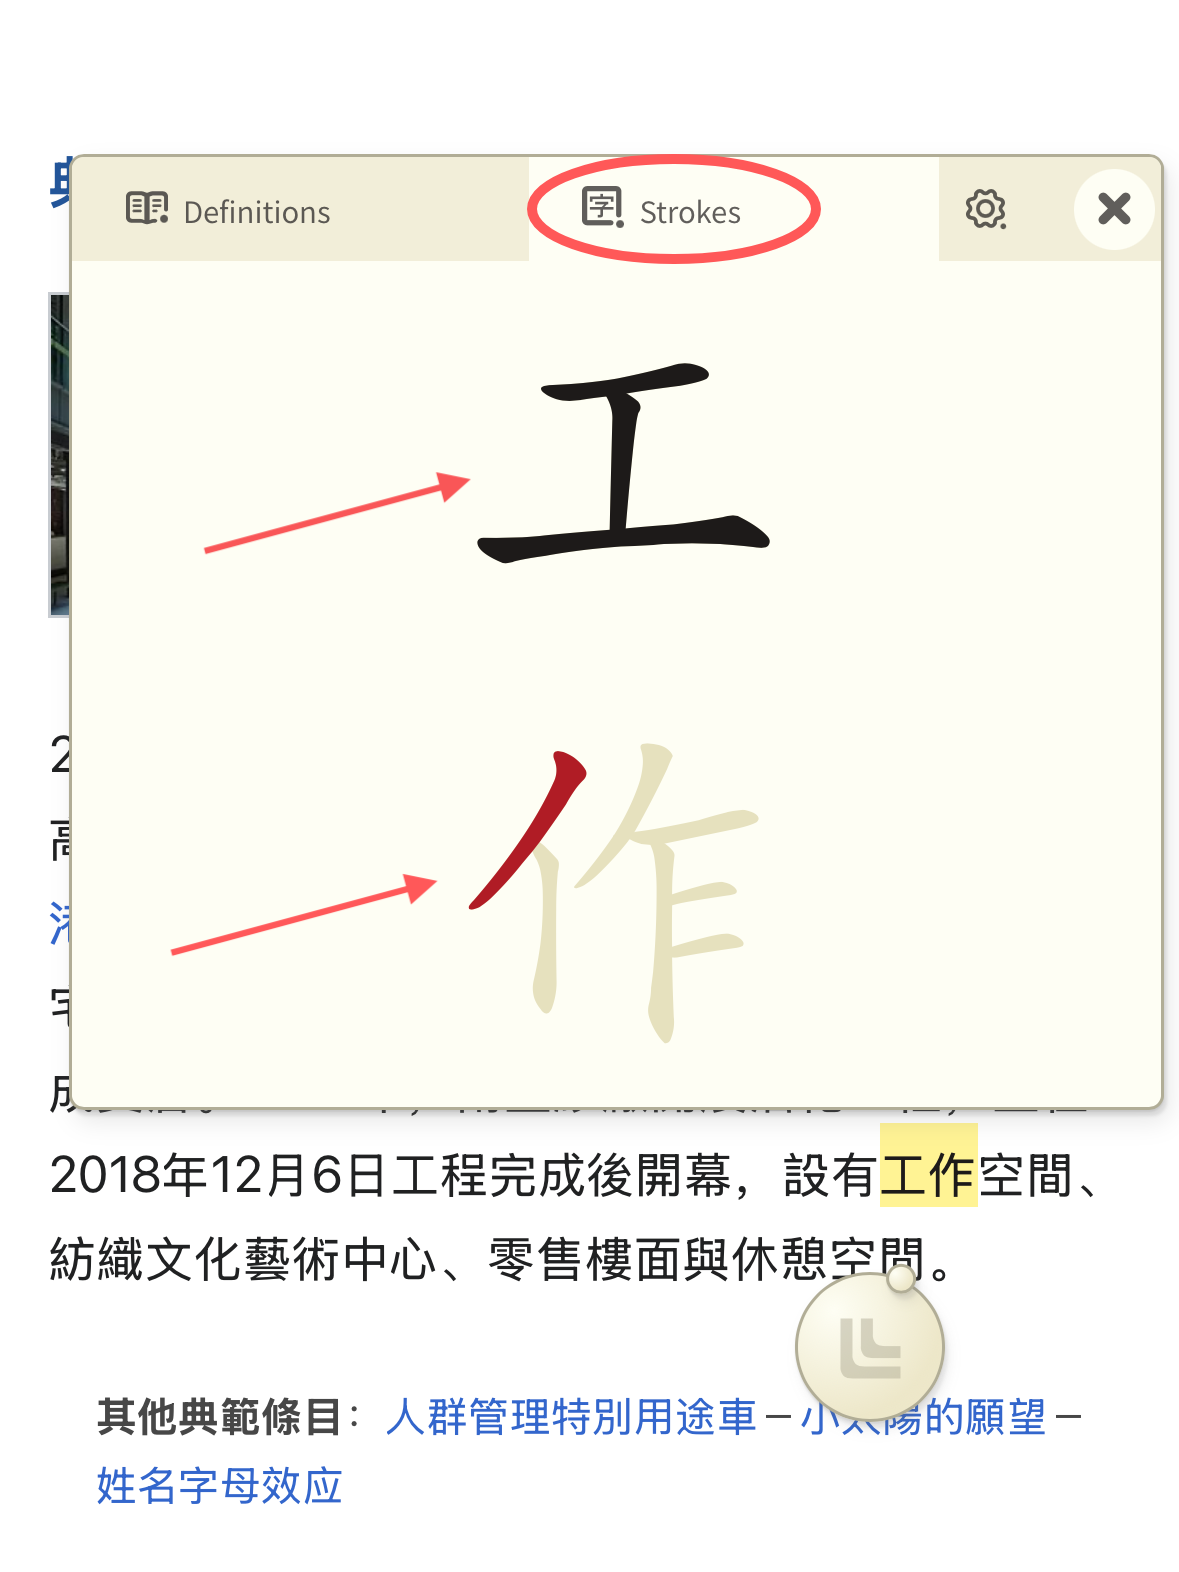 Definitions
字 Strokes
工
作
2018年12月6日工程完成後開幕，設有工作空間、
紡織文化藝術中心、零售樓面與休憩空間。
其他典範條目：人群管理特別用途車－小太陽的願望－
姓名字母效应